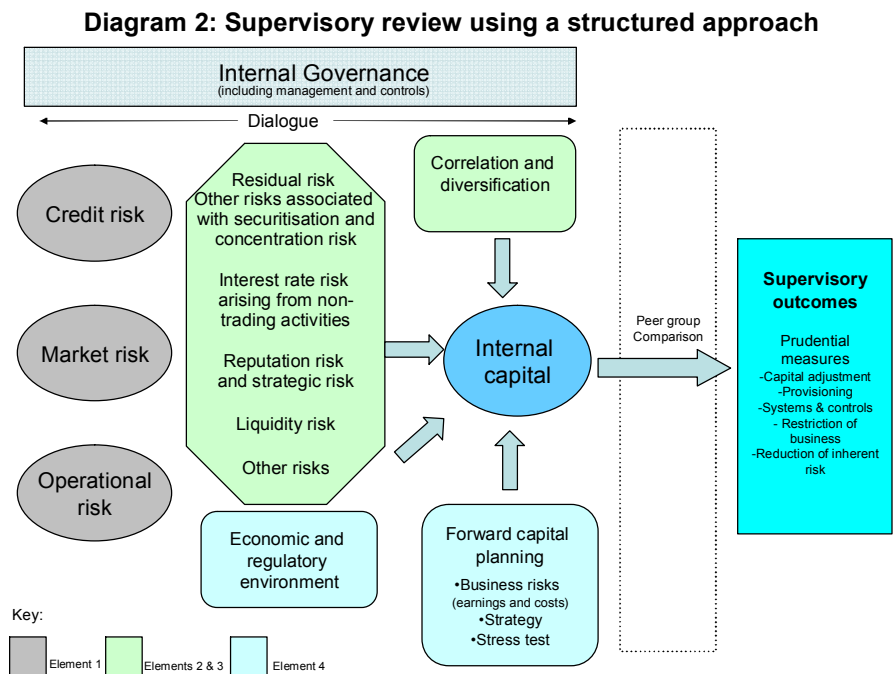 Diagram 2: Supervisory review using a structured approach
Internal Governance
(including management and controls)
Dialogue
Credit risk
Market risk
Operational
risk
Residual risk
Other risks associated
with securitisation and
concentration risk
Interest rate risk
arising from non-
trading activities
Reputation risk
and strategic risk
Liquidity risk
Other risks
Economic and
regulatory
environment
Correlation and
diversification
Internal
capital
Forward capital
planning
•Business risks
(earnings and costs)
•Strategy
•Stress test
Peer group
Comparison
Supervisory
outcomes
Prudential
measures
-Capital adjustment
-Provisioning
-Systems & controls
- Restriction of
business
-Reduction of inherent
risk
Key:
Element 1
Elements 2 & 3
Element 4